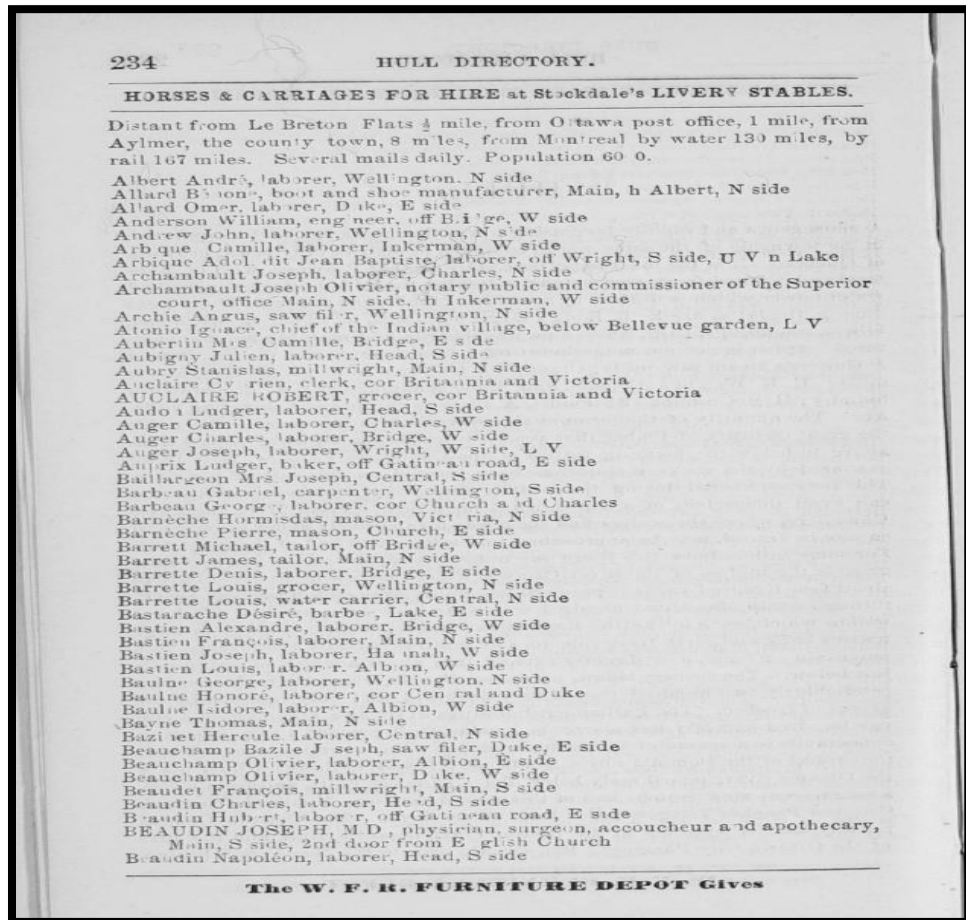 234 HULL DIRECTORY.
HORSES & CARRIAGES FOR HIRE at Stockdale's LIVERY STABLES.
Distant from Le Breton Flats ½ mile, from Ottawa post office, 1 mile, from
Aylmer, the county town, 8 miles, from Montreal by water 130 miles, by
rail 167 miles. Several mails daily. Population
Albert André, laborer, Wellington. N side
Allard boot and shoe manufacturer, Main, h Albert, N side
Allard Omer, laborer, Duke, E side
Anderson William, engineer, off Bridge, W side
Andrew John, laborer, Wellington, N side
Arbique Camille, laborer, Inkerman, W side
Arbique Adol. dit Jean Baptiste, laborer, off Wright, S side, U V n Lake
Archambault Joseph, laborer, Charles, N side
Archambault Joseph Olivier, notary public and commissioner of the Superior
court, office Main, N side, h Inkerman, W side
Archie Angus, saw filer, Wellington, N side
Atonio Ignace, chief of the Indian village, below Bellevue garden, L V
Aubertin Mrs Camille, Bridge, E side
Aubigny Julien, laborer, Head, S side
Aubry Stanislas, millwright, Main, N side
Auclaire Cyprien, clerk, cor Britannia and Victoria
AUCLAIRE ROBERT, grocer, cor Britannia and Victoria
Ludger, laborer, Head, S side
Auger Camille, laborer, Charles, W side
Auger Charles, laborer, Bridge, W side
Auger Joseph, laborer, Wright, W side, L V
Auprix Ludger, baker, off Gatineau road, E side
Baillargeon Mrs. Joseph, Central, S side
Barbeau Gabriel, carpenter, Wellington, S side
Barbeau George, laborer, cor Church and Charles
Barnèche Hormisdas, mason, Victoria, N side
Barnèche Pierre, mason, Church, E side
Barrett Michael, tailor, off Bridge, W side
Barrett James, tailor, Main, N side
Barrette Denis, laborer, Bridge, E side
Barrette Louis, grocer, Wellington, N side
Barrette Louis, water carrier, Central, N side
Bastarache Désiré, barber, Lake, E side
Bastien Alexandre, laborer, Bridge, W side
Bastien François, laborer, Main, N side
Bastien Joseph, laborer, Hannah, W side
Bastien Louis, laborer, Albion, W side
Baulne George, laborer, Wellington, N side
Baulne Honoré, laborer, cor Central and Duke
Baulne Isidore, laborer, Albion, W side
Bayne Thomas, Main, N side
Bazinet Hercule, laborer, Central, N side
Beauchamp Bazile Joseph, saw filer, Duke, E side
Beauchamp Olivier, laborer, Albion, E side
Beauchamp Olivier, laborer, Duke, W side
Beaudet François, millwright, Main, S side
Beaudin Charles, laborer, Head, S side
Beaudin Hubert, laborer, off Gatineau road, E side
BEAUDIN JOSEPH, M.D, physician, surgeon, accoucheur and apothecary,
Main, S side, 2nd door from English Church
Beaudin Napoléon, laborer, Head, S side
The W. F. R. FURNITURE DEPOT Gives